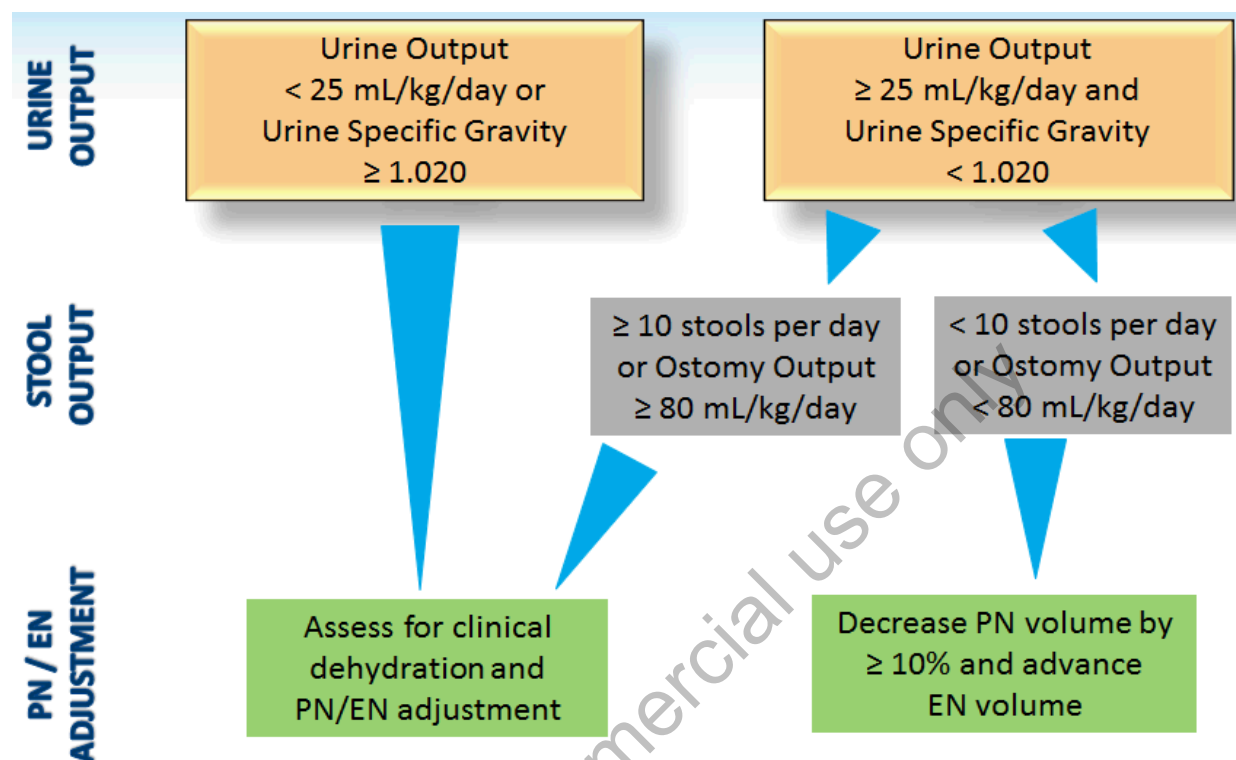 URINE
OUTPUT
Urine Output
< 25 mL/kg/day or
Urine Specific Gravity
≥ 1.020
Urine Output
≥ 25 mL/kg/day and
Urine Specific Gravity
< 1.020
STOOL
OUTPUT
≥ 10 stools per day
or Ostomy Output
≥ 80 mL/kg/day
< 10 stools per day
or Ostomy Output
< 80 mL/kg/day
PN / EN
ADJUSTMENT
Assess for clinical
dehydration and
PN/EN adjustment
Decrease PN volume by
≥ 10% and advance
EN volume
mercial use only